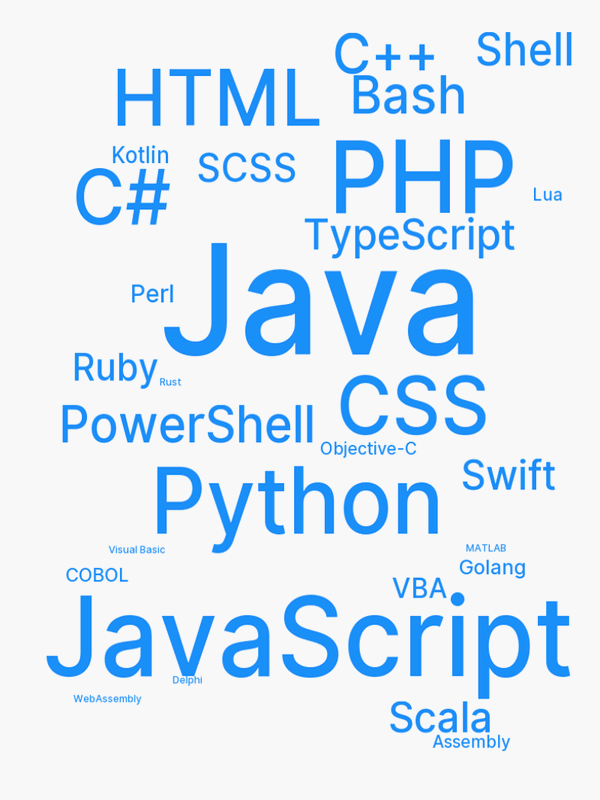 C++
Shell
HTML
Bash
Kotlin
SCSS
PHP
C#
Lua
TypeScript
Java
Perl
Ruby
Rust
CSS
PowerShell
Objective-C
Python
Swift
Visual Basic
MATLAB
COBOL
Golang
VBA
JavaScript
Delphi
WebAssembly
Scala
Assembly